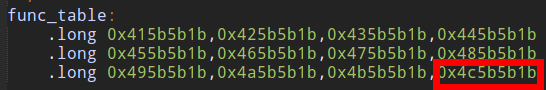 func_table:
.long 0x415b5b1b,0x425b5b1b,0x435b5b1b,0x445b5b1b
.long 0x455b5b1b,0x465b5b1b,0x475b5b1b,0x485b5b1b
.long 0x495b5b1b,0x4a5b5b1b,0x4b5b5b1b,0x4c5b5b1b